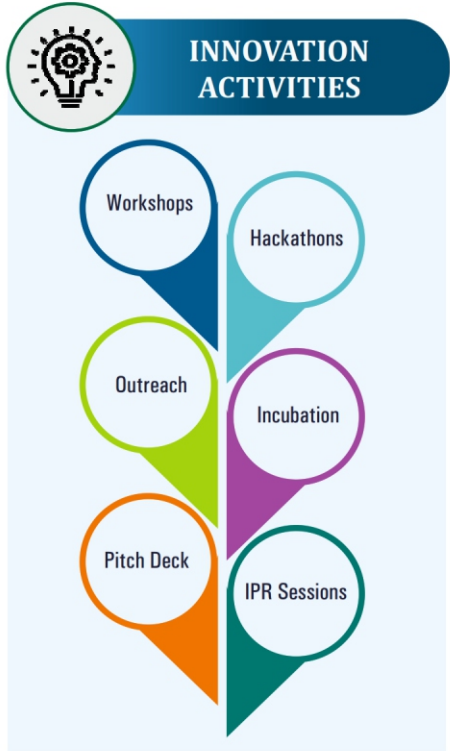 INNOVATION
ACTIVITIES
Workshops
Hackathons
Outreach
Incubation
Pitch Deck
IPR Sessions